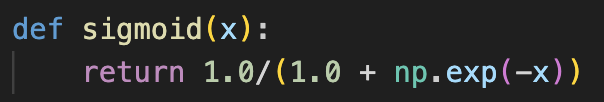 def sigmoid(x):
    return 1.0/(1.0 + np.exp(-x))